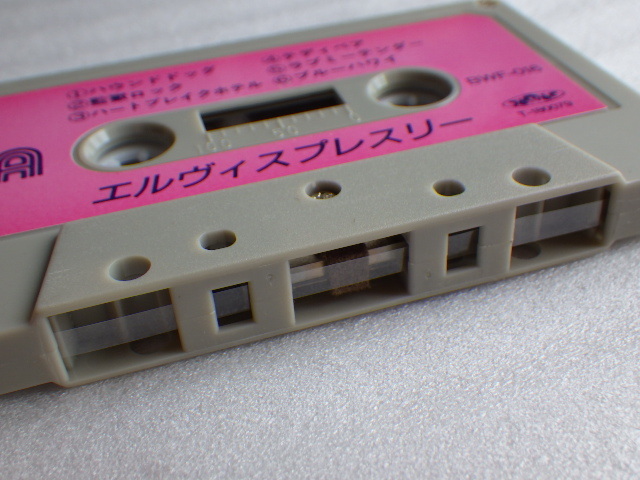 ①ハウンドドッグ
②監獄ロック
③ハートブレイクホテル
④テディベア
⑤ラブミーテンダー
⑥ブルーハワイ
100 50 0
エルヴィスプレスリー